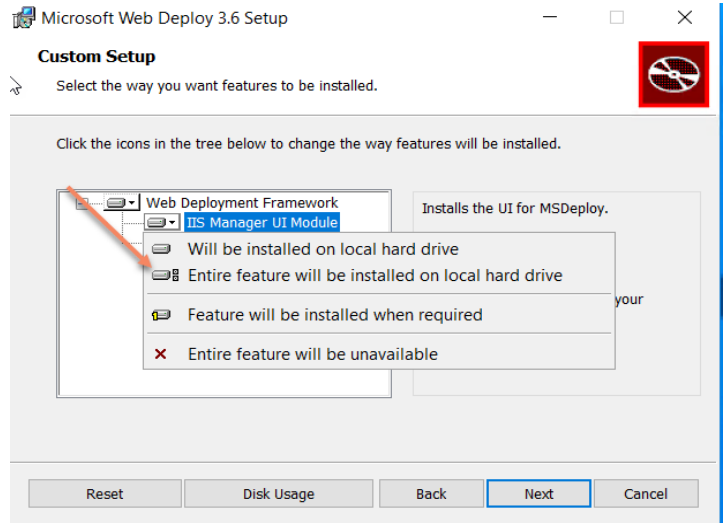 Microsoft Web Deploy 3.6 Setup
Custom Setup
Select the way you want features to be installed.
Click the icons in the tree below to change the way features will be installed.
Web Deployment Framework
IIS Manager UI Module
Installs the UI for MSDeploy.
Will be installed on local hard drive
Entire feature will be installed on local hard drive
your
Feature will be installed when required
Entire feature will be unavailable
Reset
Disk Usage
Back
Next
Cancel